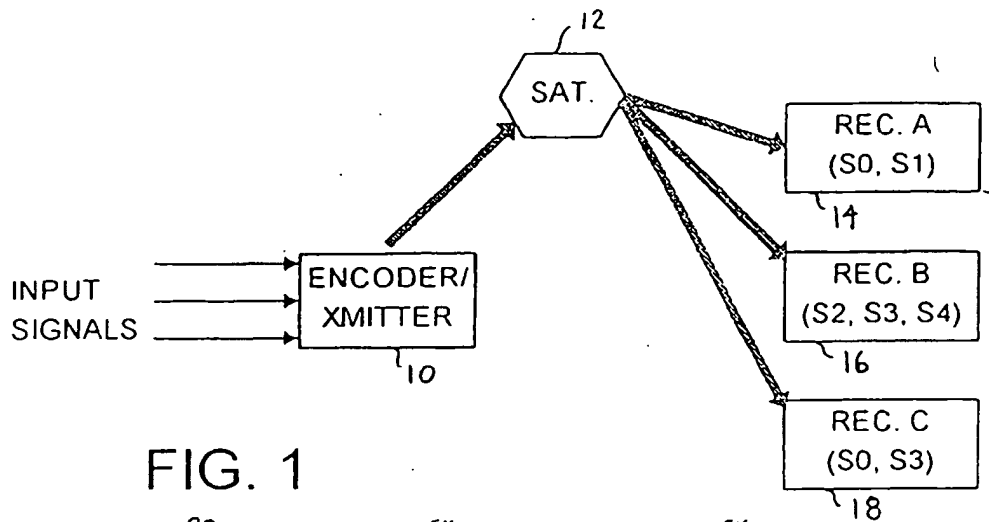 12
SAT.
REC. A
(S0, S1)
14
INPUT
SIGNALS
ENCODER/
XMITTER
10
REC. B
(S2, S3, S4)
16
REC. C
(S0, S3)
18
FIG. 1